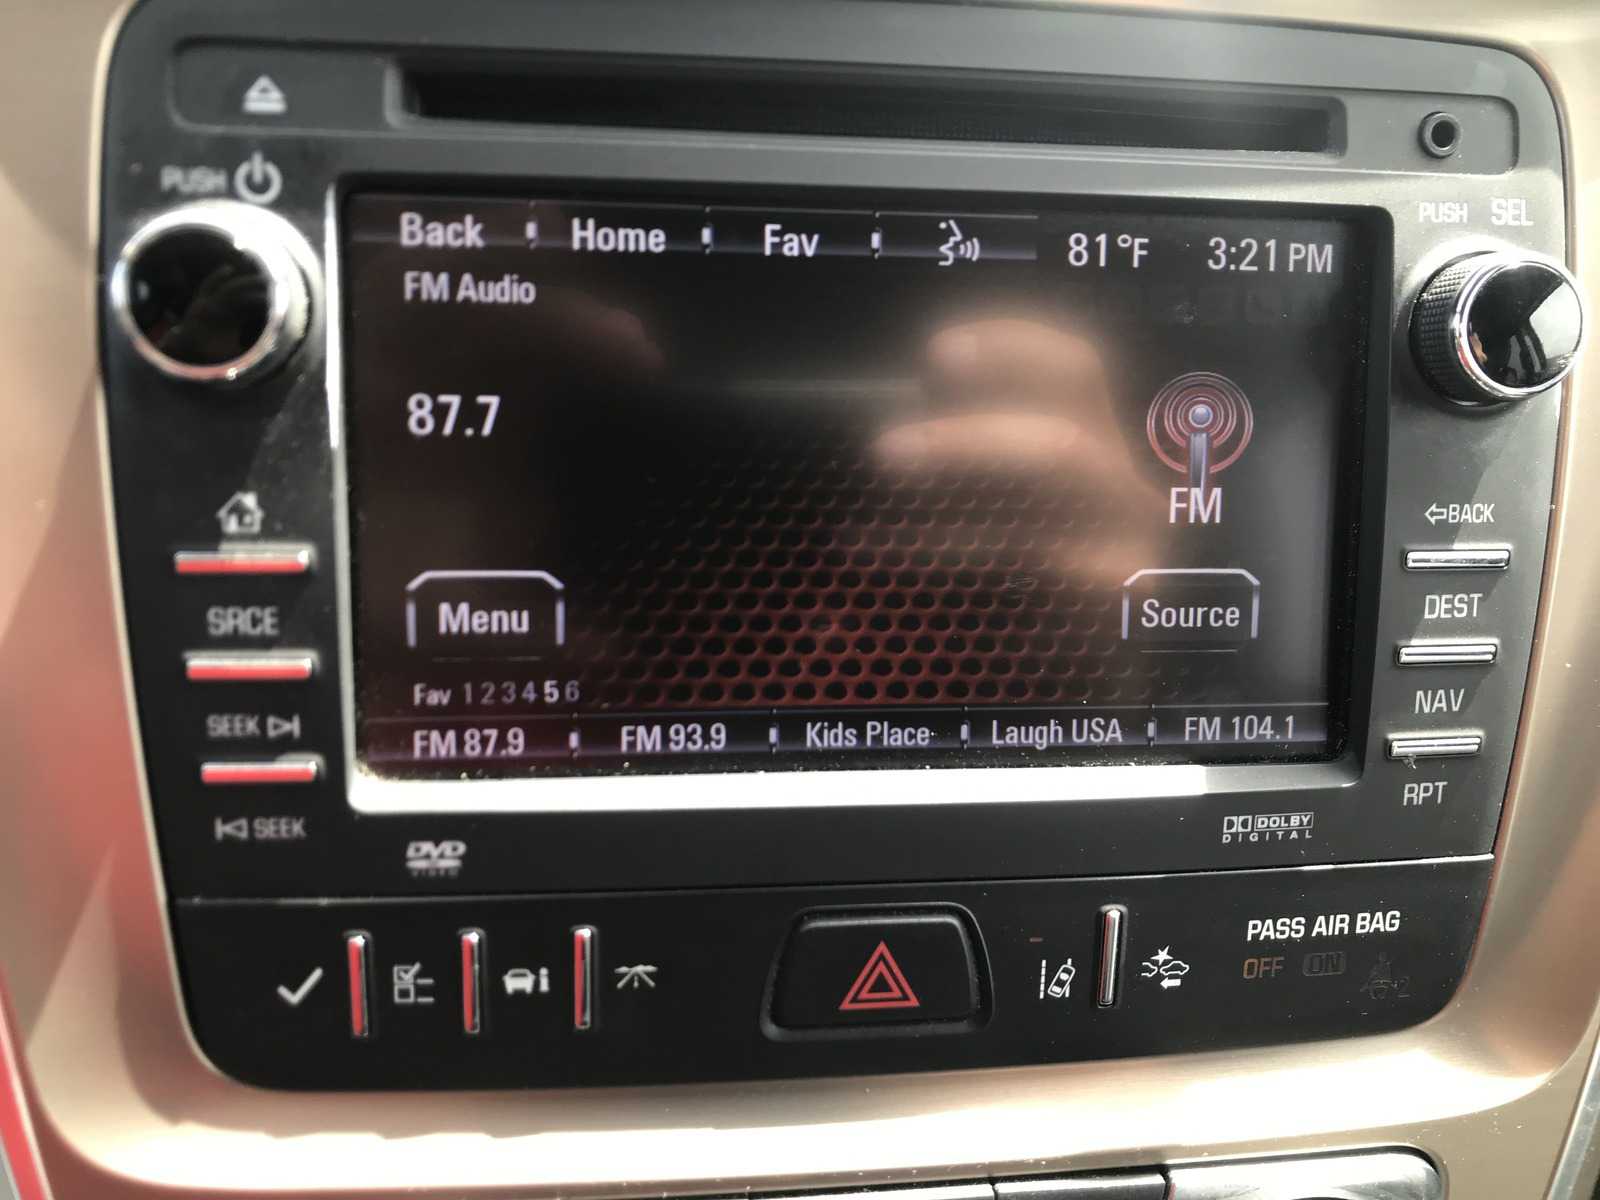 PUSH
PUSH SEL
Back Home Fav 81°F 3:21 PM
FM Audio
87.7
FM
BACK
Menu Source
SRCE
DEST
Fav 1 2 3 4 5 6
NAV
SEEK
FM 87.9 FM 93.9 Kids Place Laugh USA FM 104.1
RPT
SEEK
DVD
VIDEO
DOLBY
DIGITAL
PASS AIR BAG
OFF ON
2